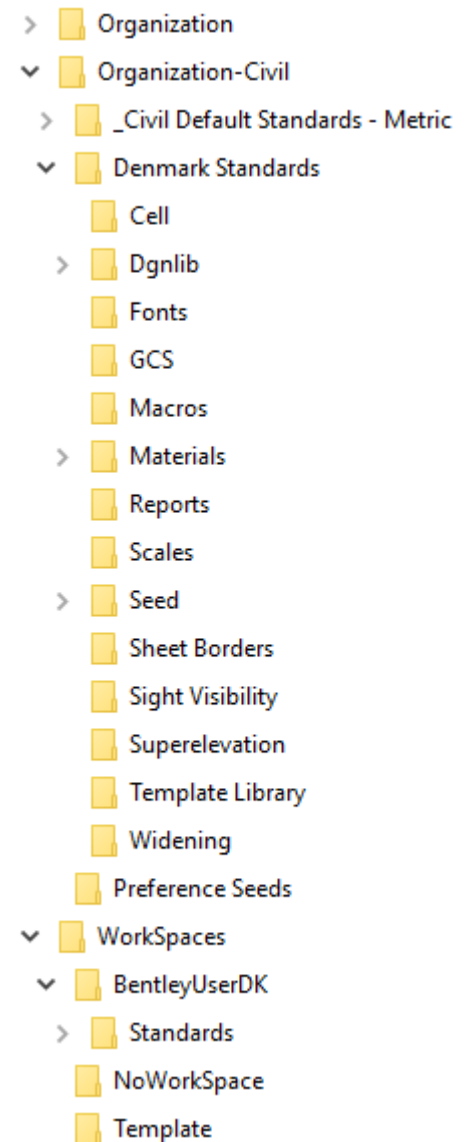 Organization
Organization-Civil
_Civil Default Standards - Metric
Denmark Standards
Cell
Dgnlib
Fonts
GCS
Macros
Materials
Reports
Scales
Seed
Sheet Borders
Sight Visibility
Superelevation
Template Library
Widening
Preference Seeds
WorkSpaces
BentleyUserDK
Standards
NoWorkSpace
Template